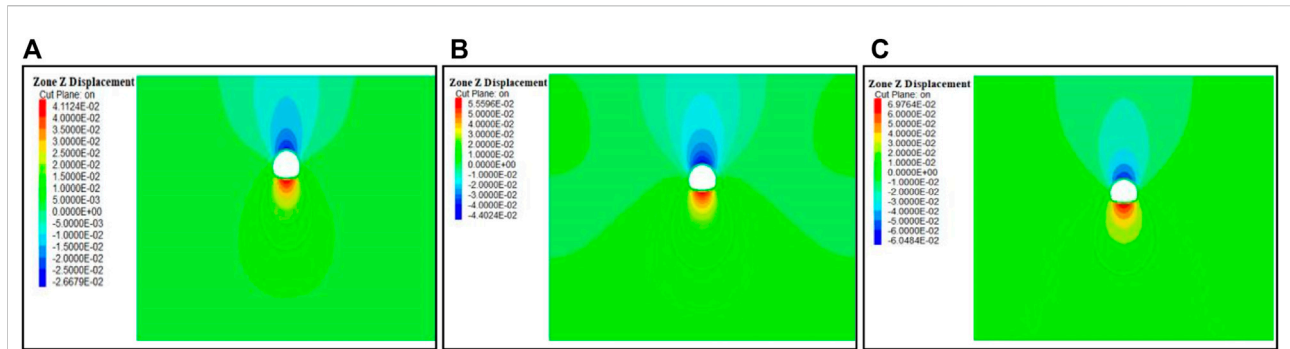 A
Zone Z Displacement
Cut Plane: on
4.1124E-02
4.0000E-02
3.5000E-02
3.0000E-02
2.5000E-02
2.0000E-02
1.5000E-02
1.0000E-02
5.0000E-03
0.0000E+00
-5.0000E-03
-1.0000E-02
-1.5000E-02
-2.0000E-02
-2.5000E-02
-2.6679E-02
B
Zone Z Displacement
Cut Plane: on
5.5596E-02
5.0000E-02
4.0000E-02
3.0000E-02
2.0000E-02
1.0000E-02
0.0000E+00
-1.0000E-02
-2.0000E-02
-3.0000E-02
-4.0000E-02
-4.4024E-02
C
Zone Z Displacement
Cut Plane: on
6.9764E-02
6.0000E-02
5.0000E-02
4.0000E-02
3.0000E-02
2.0000E-02
1.0000E-02
0.0000E+00
-1.0000E-02
-2.0000E-02
-3.0000E-02
-4.0000E-02
-5.0000E-02
-6.0000E-02
-6.0484E-02